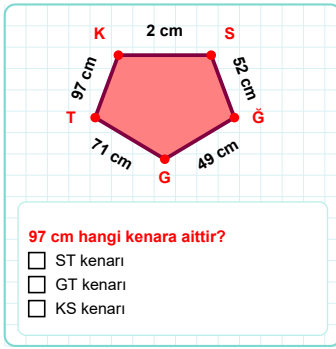 K 2 cm S
97 cm 52 cm
T Ğ
71 cm 49 cm
G
97 cm hangi kenara aittir?
ST kenarı
GT kenarı
KS kenarı